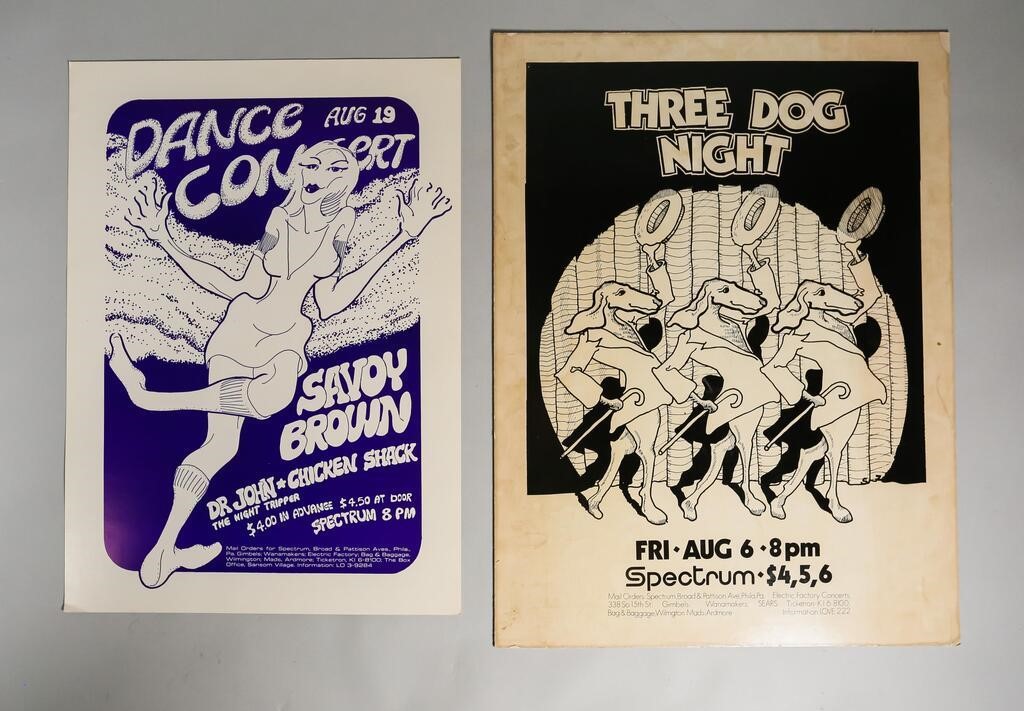 DANCE AUG 19
CONCERT
SAVOY
BROWN
DR. JOHN ★ CHICKEN SHACK
THE NIGHT TRIPPER
$4.00 IN ADVANCE $4.50 AT DOOR
SPECTRUM 8 PM
Mail Orders for Spectrum, Broad & Pattison Aves., Phila.,
Pa. Gimbels; Wanamakers; Electric Factory; Bag & Baggage,
Wilmington; Mads, Ardmore; Ticketron, KI 6-8100; The Box
Office, Sansom Village. Information: LO 3-9284
THREE DOG
NIGHT
FRI • AUG 6 • 8pm
Spectrum • $4,5,6
Mail Orders: Spectrum, Broad & Pattison Ave, Phila, Pa. Electric Factory Concerts,
338 So. 15th St. Gimbels Wanamakers SEARS Ticketron-KI 6 8100
Bag & Baggage, Wilmington Mads-Ardmore Information LOVE 222